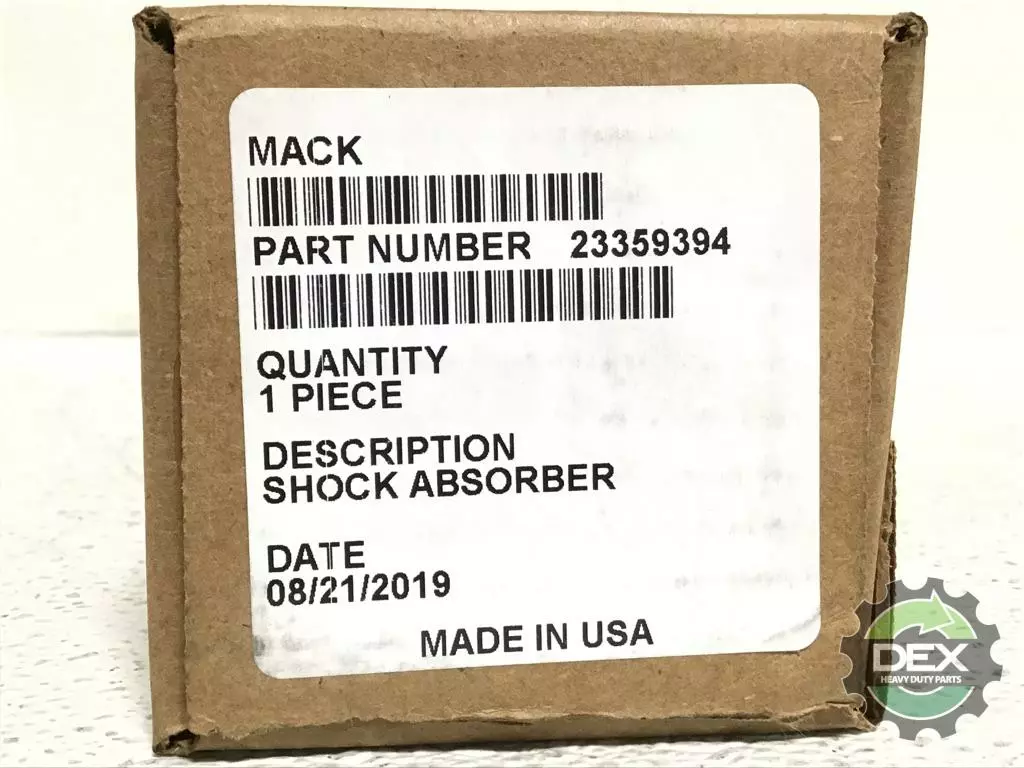 MACK
PART NUMBER 23359394
QUANTITY
1 PIECE
DESCRIPTION
SHOCK ABSORBER
DATE
08/21/2019
MADE IN USA
DEX
HEAVY DUTY PARTS